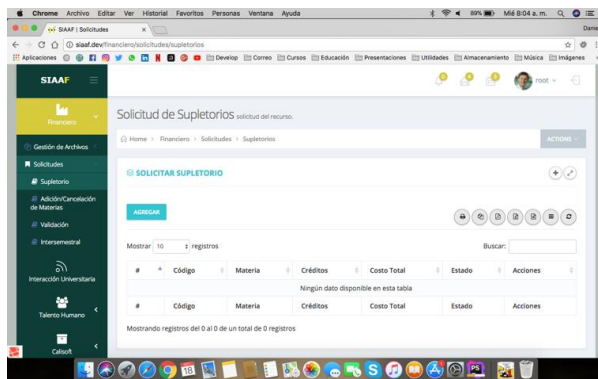 Chrome Archivo Editar Ver Historial Favoritos Personas Ventana Ayuda 89% Mié 8:04 a. m.
SIAAF | Solicitudes
siaaf.dev/financiero/solicitudes/supletorios
Aplicaciones Develop Correo Cursos Educación Presentaciones Utilidades Almacenamiento Música Imágenes
SIAAF root
Financiero
Solicitud de Supletorios solicitud del recurso.
Home > Financiero > Solicitudes > Supletorios ACTIONS
Gestión de Archivos
Solicitudes
Supletorio
Adición/Cancelación
de Materias
Validación
Intersemestral
Interacción Universitaria
Talento Humano
Calisoft
SOLICITAR SUPLETORIO
AGREGAR
Mostrar 10 registros Buscar:
# Código Materia Créditos Costo Total Estado Acciones
Ningún dato disponible en esta tabla
# Código Materia Créditos Costo Total Estado Acciones
Mostrando registros del 0 al 0 de un total de 0 registros